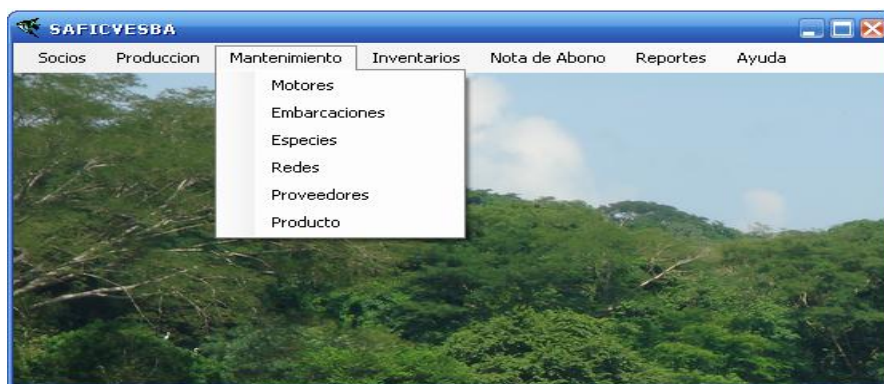 SAFICVESBA
Socios Produccion Mantenimiento Inventarios Nota de Abono Reportes Ayuda
Motores
Embarcaciones
Especies
Redes
Proveedores
Producto